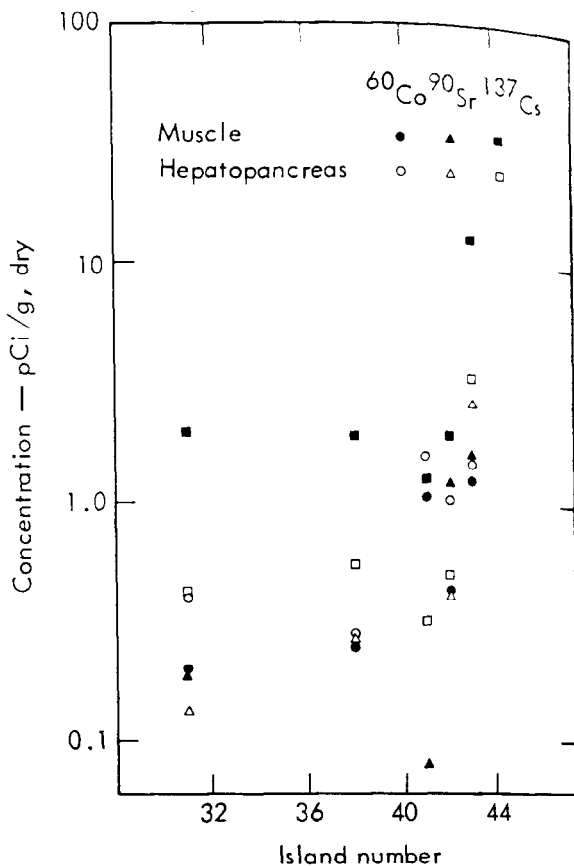 100
10
1.0
0.1
Concentration — pCi/g, dry
60Co 90Sr 137Cs
Muscle
Hepatopancreas
32 36 40 44
Island number